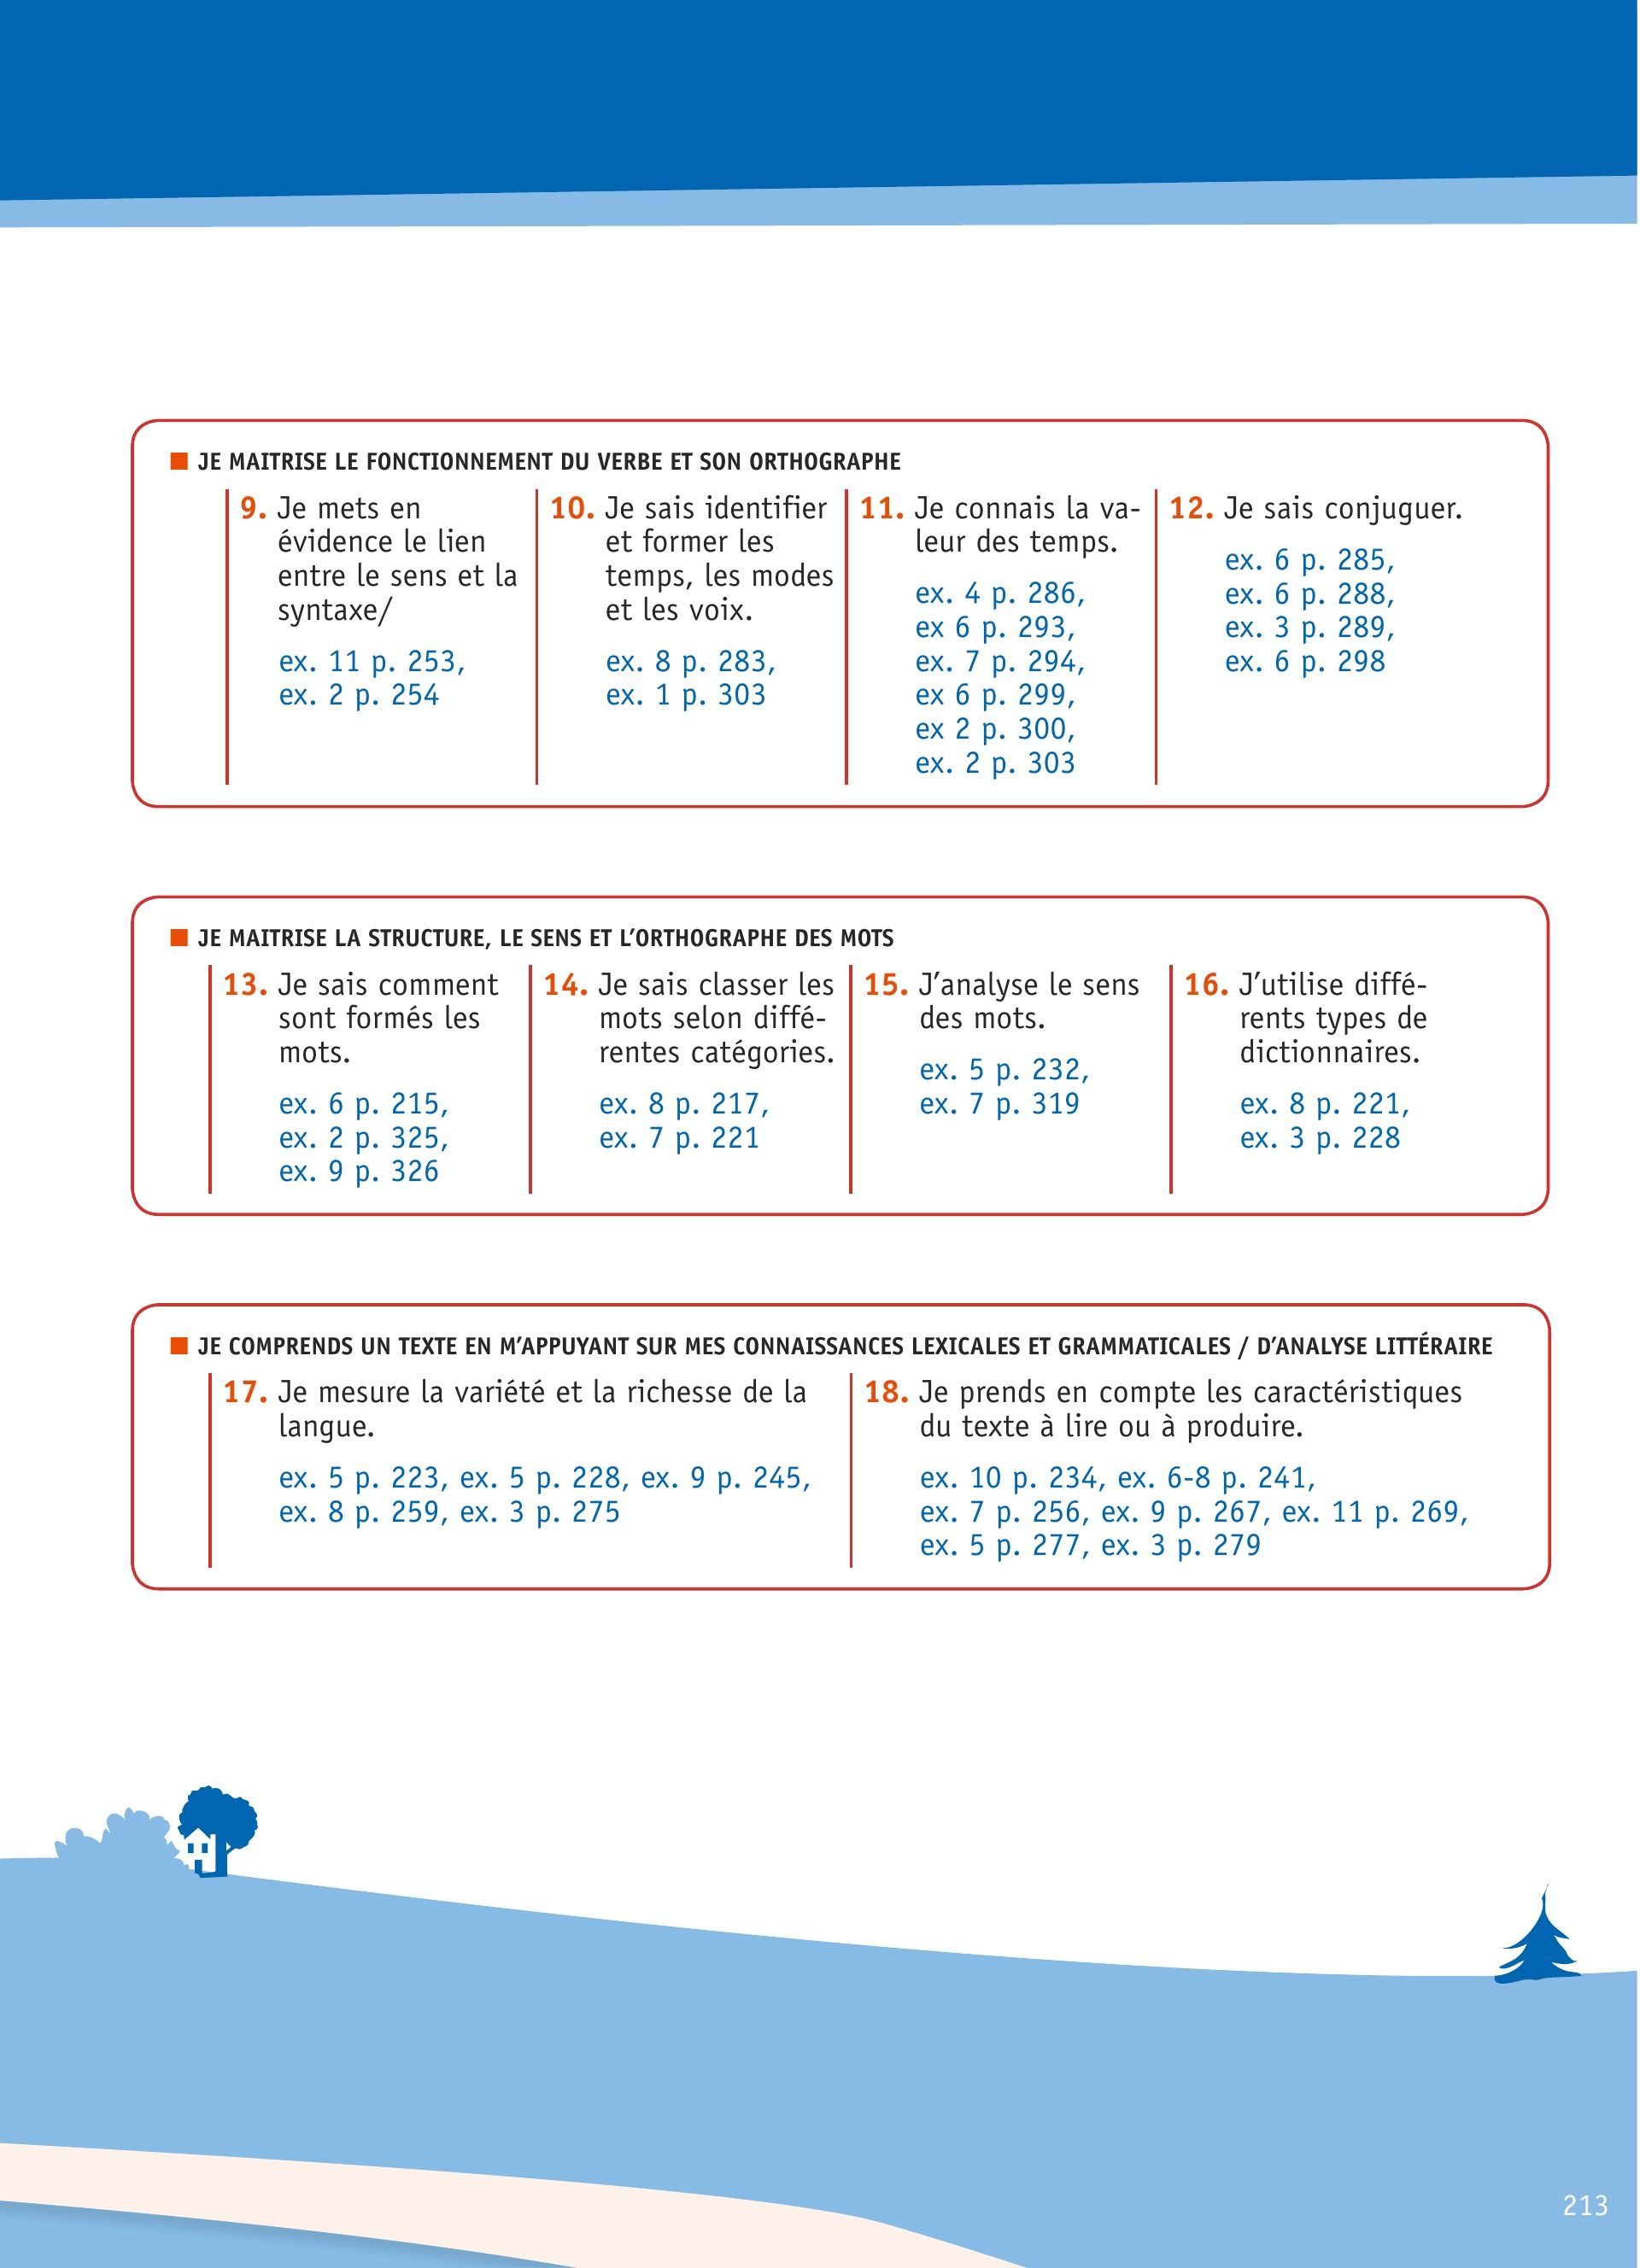 ■ JE MAITRISE LE FONCTIONNEMENT DU VERBE ET SON ORTHOGRAPHE
9. Je mets en
évidence le lien
entre le sens et la
syntaxe/
ex. 11 p. 253,
ex. 2 p. 254
10. Je sais identifier
et former les
temps, les modes
et les voix.
ex. 8 p. 283,
ex. 1 p. 303
11. Je connais la va-
leur des temps.
ex. 4 p. 286,
ex 6 p. 293,
ex. 7 p. 294,
ex 6 p. 299,
ex 2 p. 300,
ex. 2 p. 303
12. Je sais conjuguer.
ex. 6 p. 285,
ex. 6 p. 288,
ex. 3 p. 289,
ex. 6 p. 298
■ JE MAITRISE LA STRUCTURE, LE SENS ET L’ORTHOGRAPHE DES MOTS
13. Je sais comment
sont formés les
mots.
ex. 6 p. 215,
ex. 2 p. 325,
ex. 9 p. 326
14. Je sais classer les
mots selon diffé-
rentes catégories.
ex. 8 p. 217,
ex. 7 p. 221
15. J’analyse le sens
des mots.
ex. 5 p. 232,
ex. 7 p. 319
16. J’utilise diffé-
rents types de
dictionnaires.
ex. 8 p. 221,
ex. 3 p. 228
■ JE COMPRENDS UN TEXTE EN M’APPUYANT SUR MES CONNAISSANCES LEXICALES ET GRAMMATICALES / D’ANALYSE LITTÉRAIRE
17. Je mesure la variété et la richesse de la
langue.
ex. 5 p. 223, ex. 5 p. 228, ex. 9 p. 245,
ex. 8 p. 259, ex. 3 p. 275
18. Je prends en compte les caractéristiques
du texte à lire ou à produire.
ex. 10 p. 234, ex. 6-8 p. 241,
ex. 7 p. 256, ex. 9 p. 267, ex. 11 p. 269,
ex. 5 p. 277, ex. 3 p. 279
213